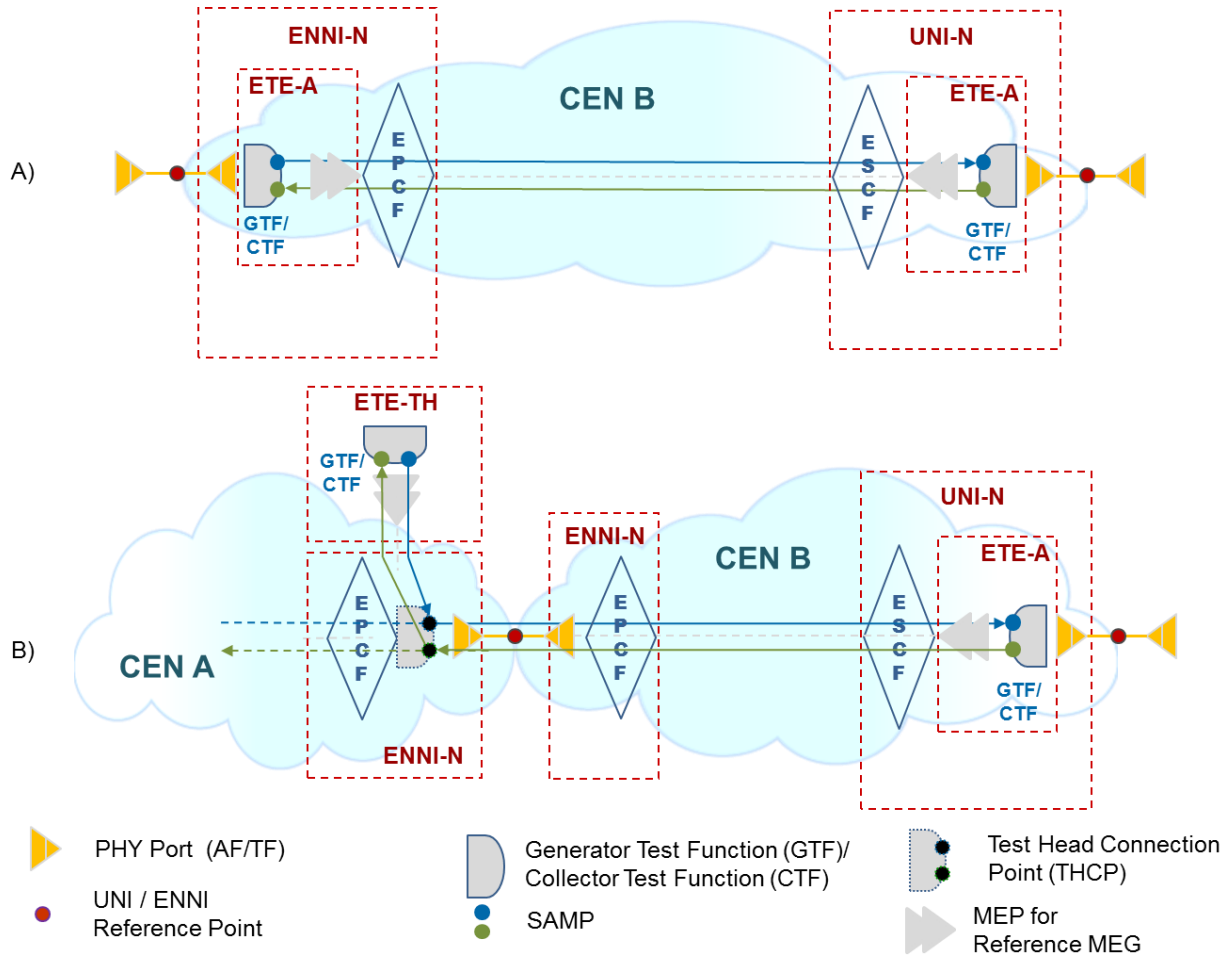 ENNI-N
UNI-N
ETE-A
CEN B
ETE-A
E
P
C
F
E
S
C
F
A)
GTF/
CTF
GTF/
CTF
ETE-TH
GTF/
CTF
UNI-N
ENNI-N
CEN B
ETE-A
E
P
C
F
E
P
C
F
E
S
C
F
B)
CEN A
GTF/
CTF
ENNI-N
PHY Port (AF/TF)
UNI / ENNI
Reference Point
Generator Test Function (GTF)/
Collector Test Function (CTF)
SAMP
Test Head Connection
Point (THCP)
MEP for
Reference MEG